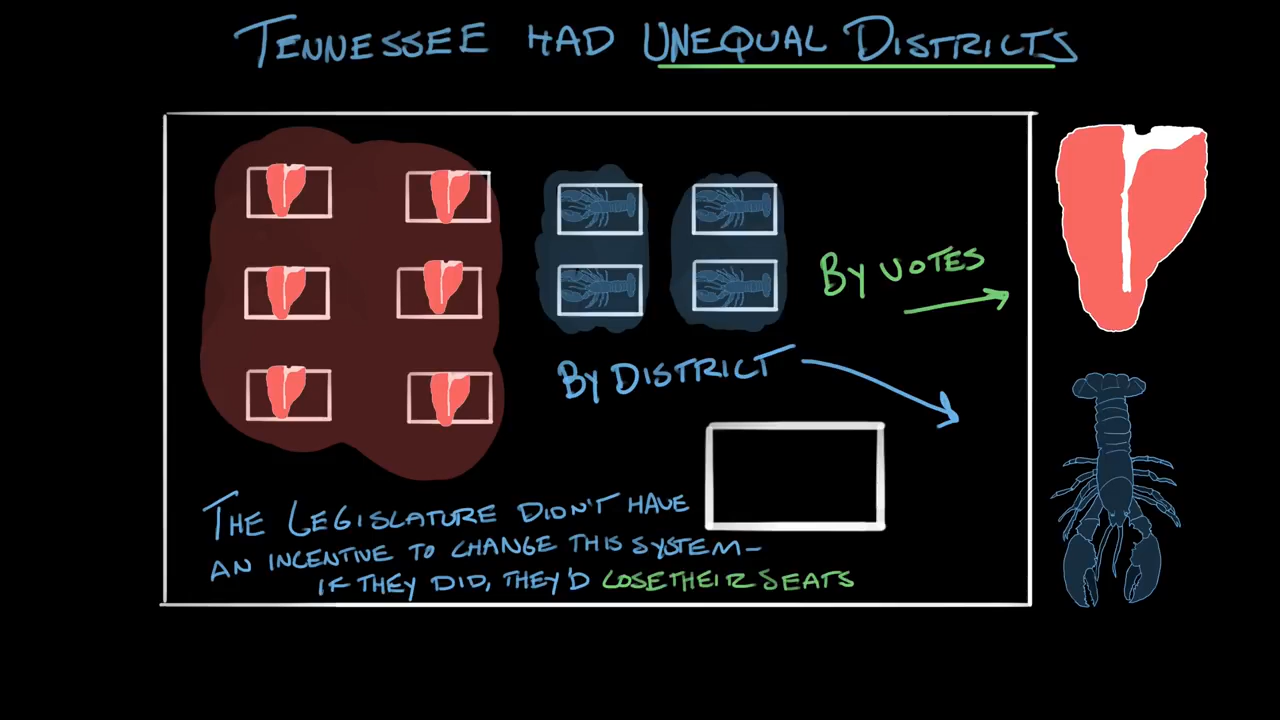 TENNESSEE HAD UNEQUAL DISTRICTS
BY VOTES
BY DISTRICT
THE LEGISLATURE DIDN'T HAVE
AN INCENTIVE TO CHANGE THIS SYSTEM—
IF THEY DID, THEY'D LOSE THEIR SEATS